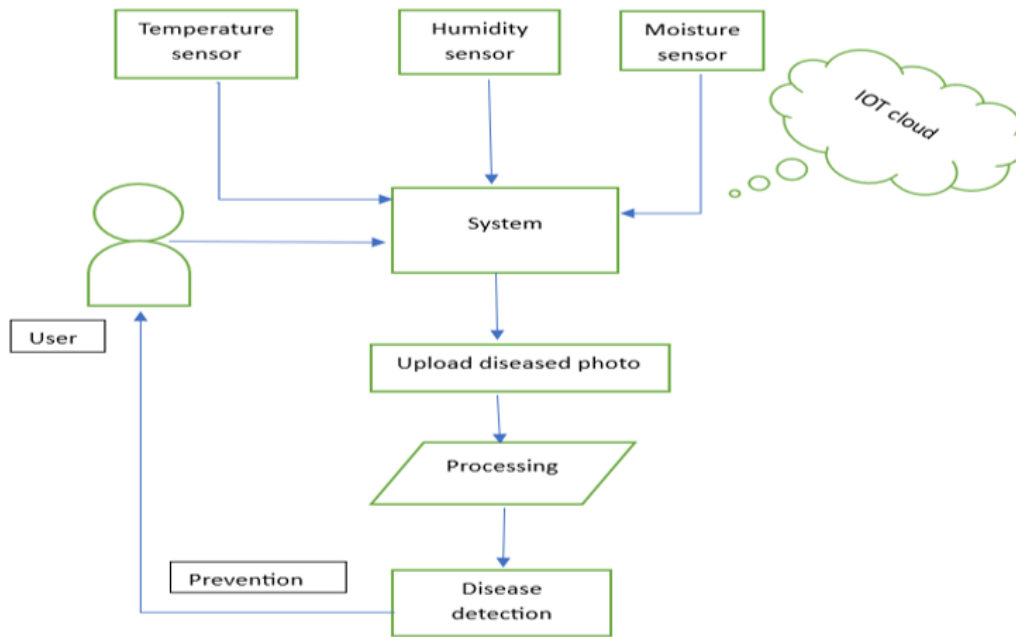 Temperature
sensor
Humidity
sensor
Moisture
sensor
IOT cloud
System
User
Upload diseased photo
Processing
Prevention
Disease
detection